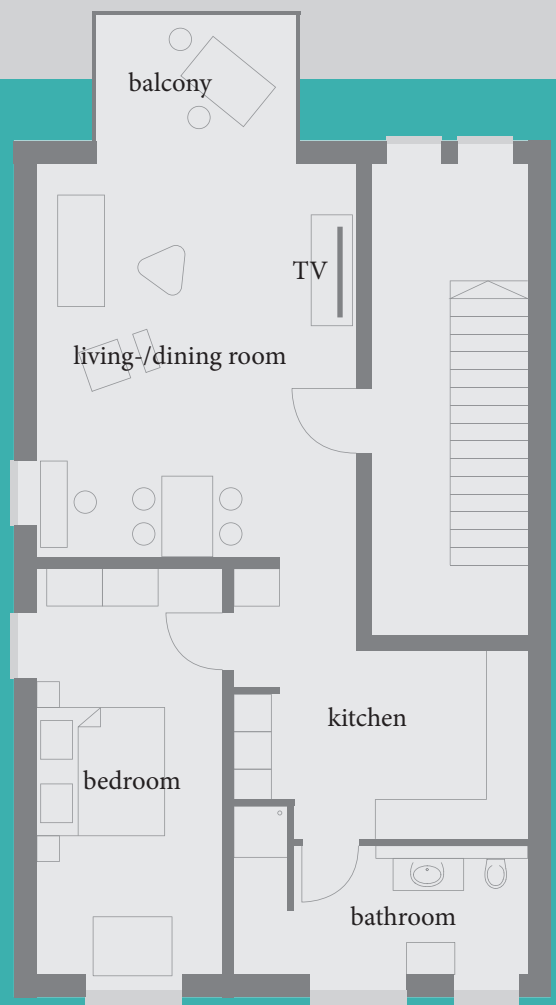 balcony
TV
living-/dining room
kitchen
bedroom
bathroom